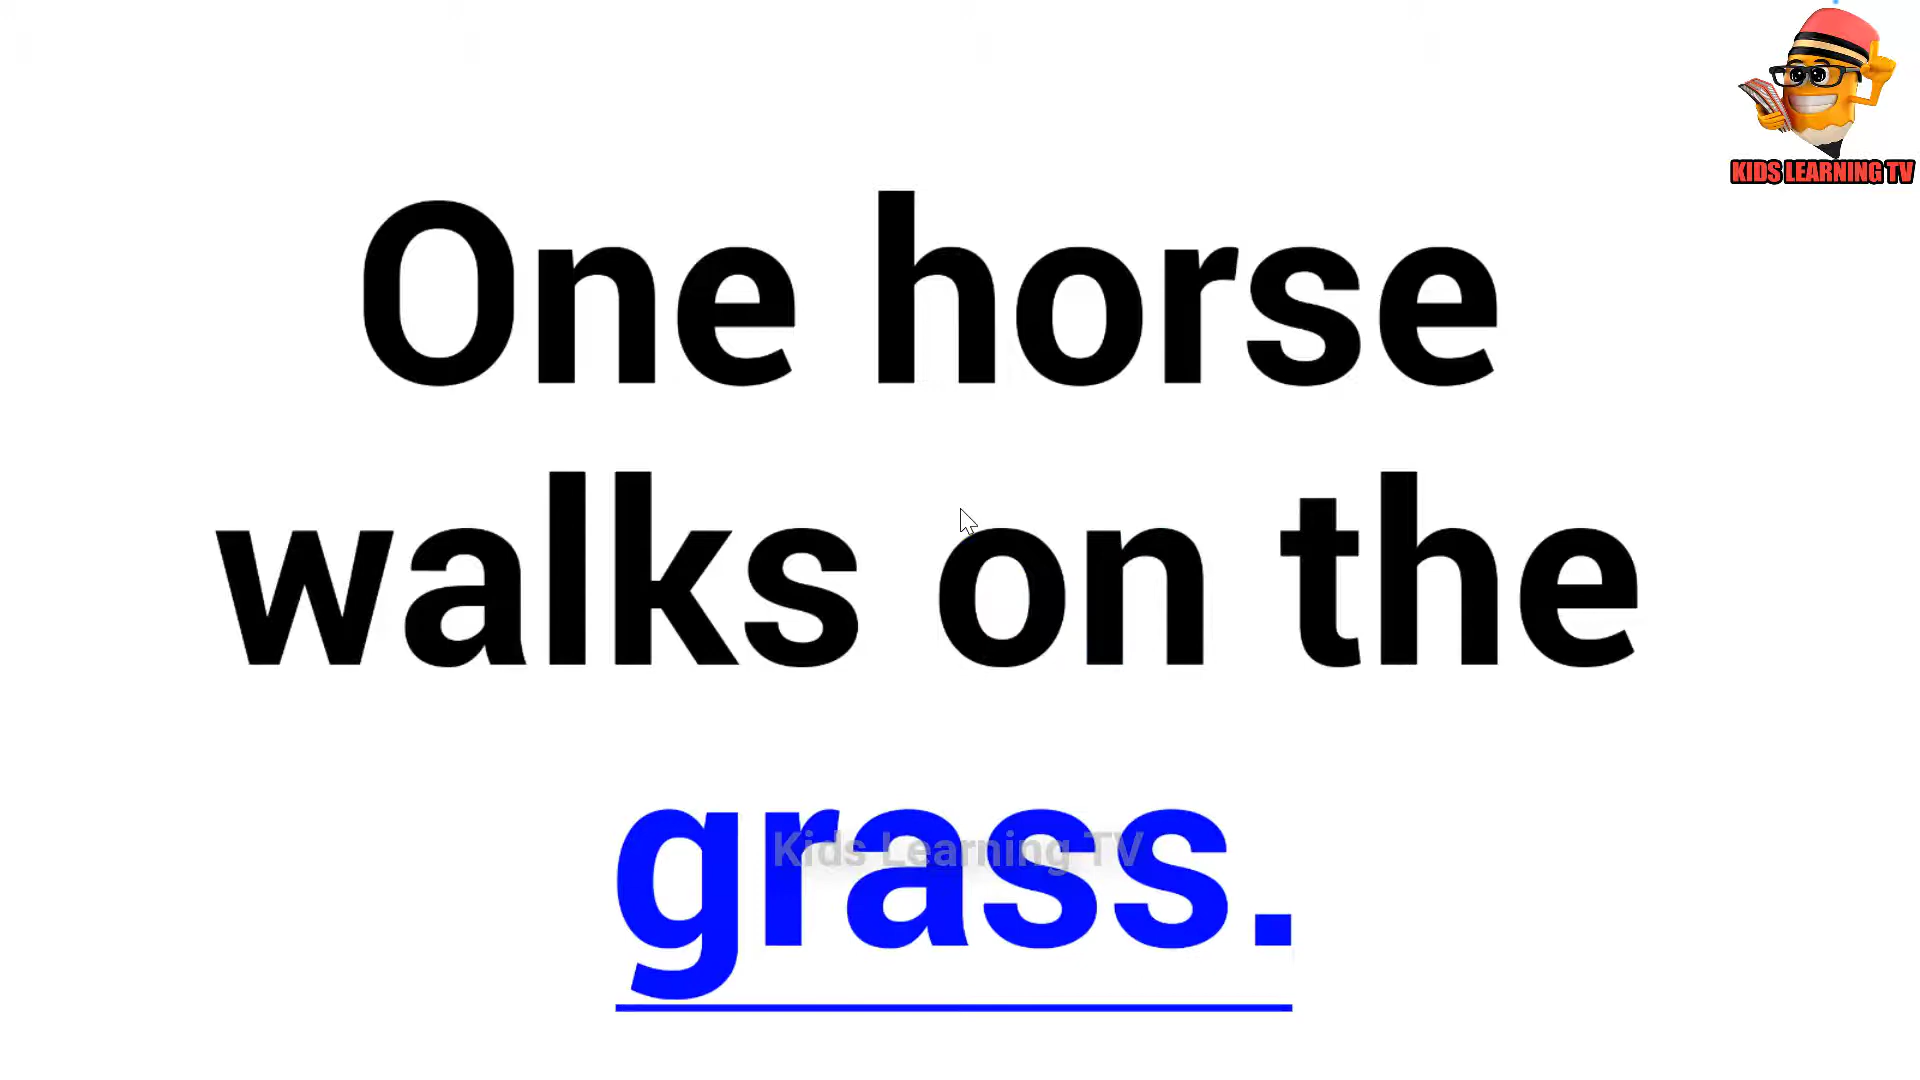 KIDS LEARNING TV
One horse
walks on the
grass.
Kids Learning TV